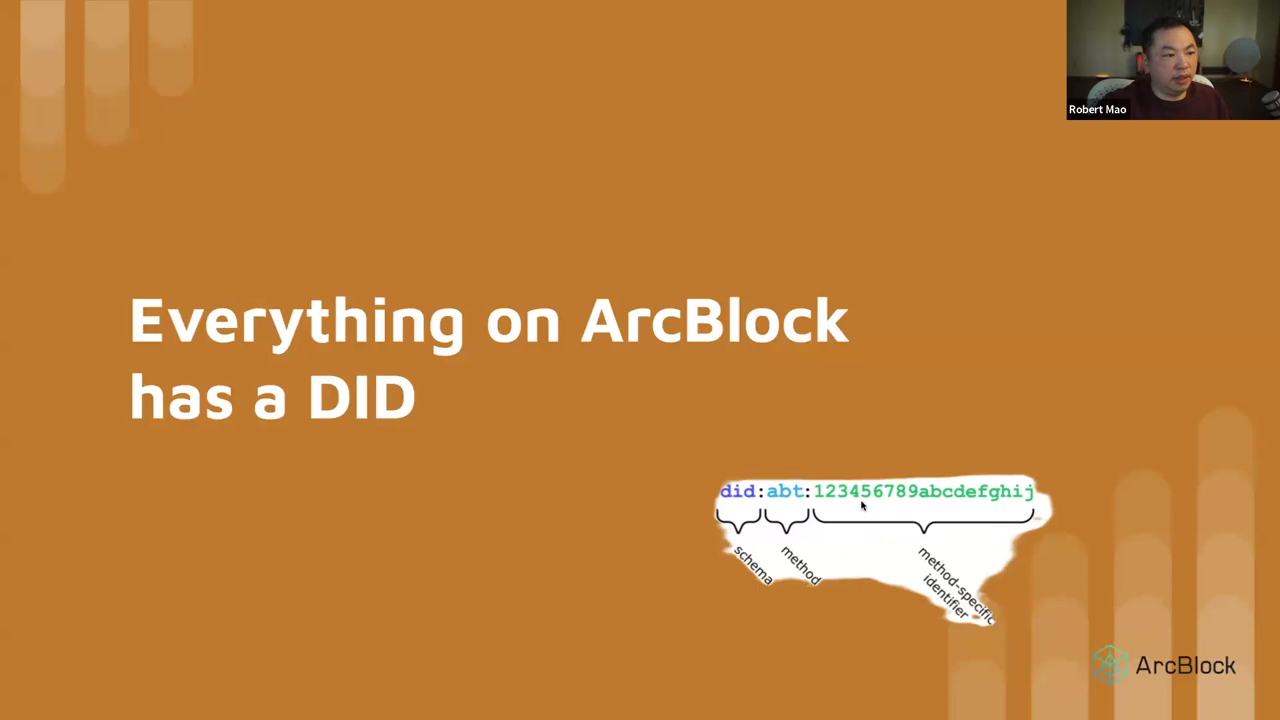 Robert Mao
Everything on ArcBlock
has a DID
did:abt:123456789abcdefghij
schema
method
method-specific
identifier
ArcBlock